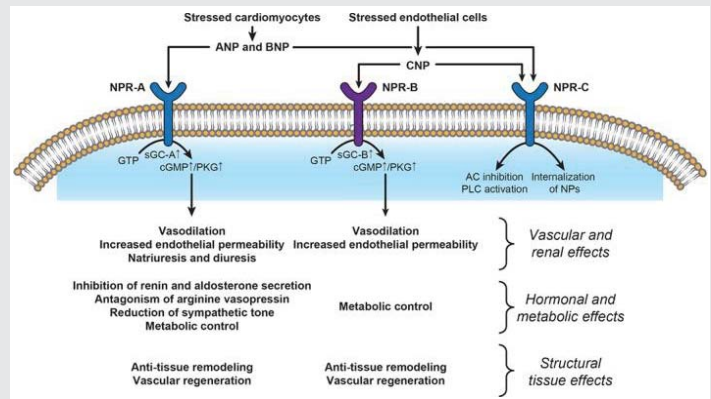 Stressed cardiomyocytes
Stressed endothelial cells
ANP and BNP
CNP
NPR-A
NPR-B
NPR-C
GTP
sGC-A↑
cGMP↑/PKG↑
GTP
sGC-B↑
cGMP↑/PKG↑
AC inhibition
PLC activation
Internalization
of NPs
Vasodilation
Increased endothelial permeability
Natriuresis and diuresis
Vasodilation
Increased endothelial permeability
Vascular and
renal effects
Inhibition of renin and aldosterone secretion
Antagonism of arginine vasopressin
Reduction of sympathetic tone
Metabolic control
Metabolic control
Hormonal and
metabolic effects
Anti-tissue remodeling
Vascular regeneration
Anti-tissue remodeling
Vascular regeneration
Structural
tissue effects